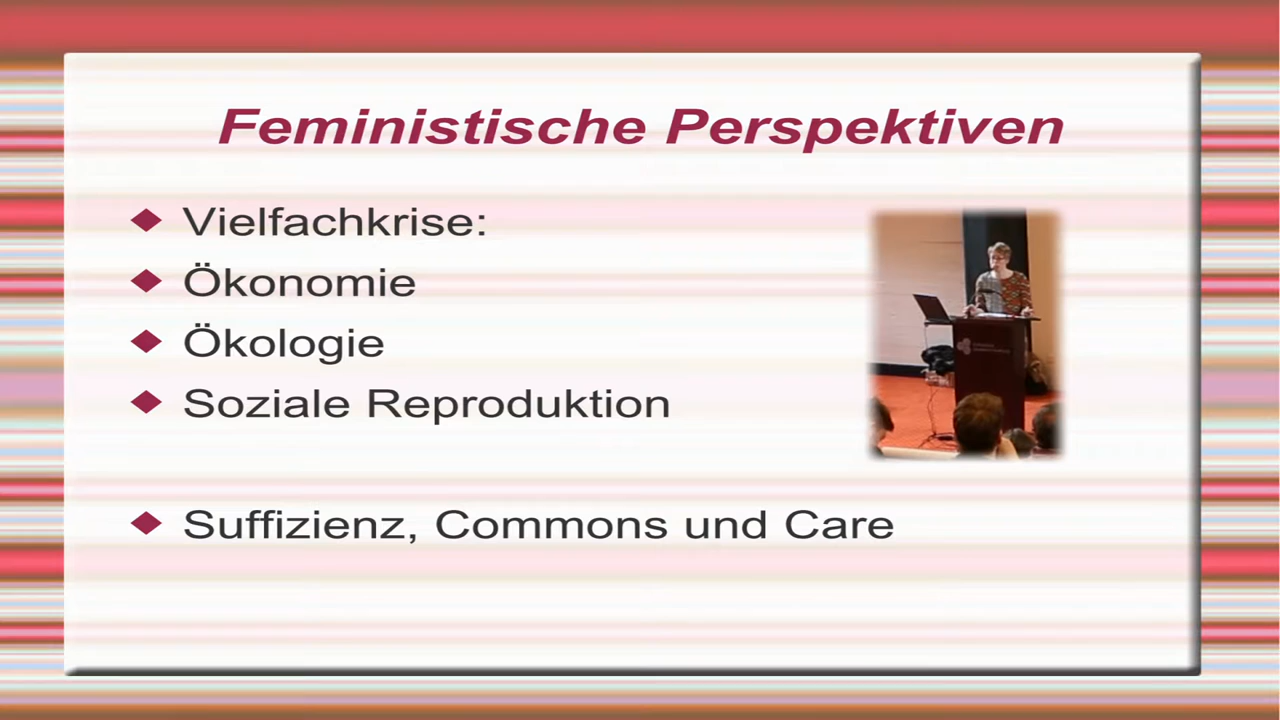 Feministische Perspektiven
Vielfachkrise:
Ökonomie
Ökologie
Soziale Reproduktion
Suffizienz, Commons und Care